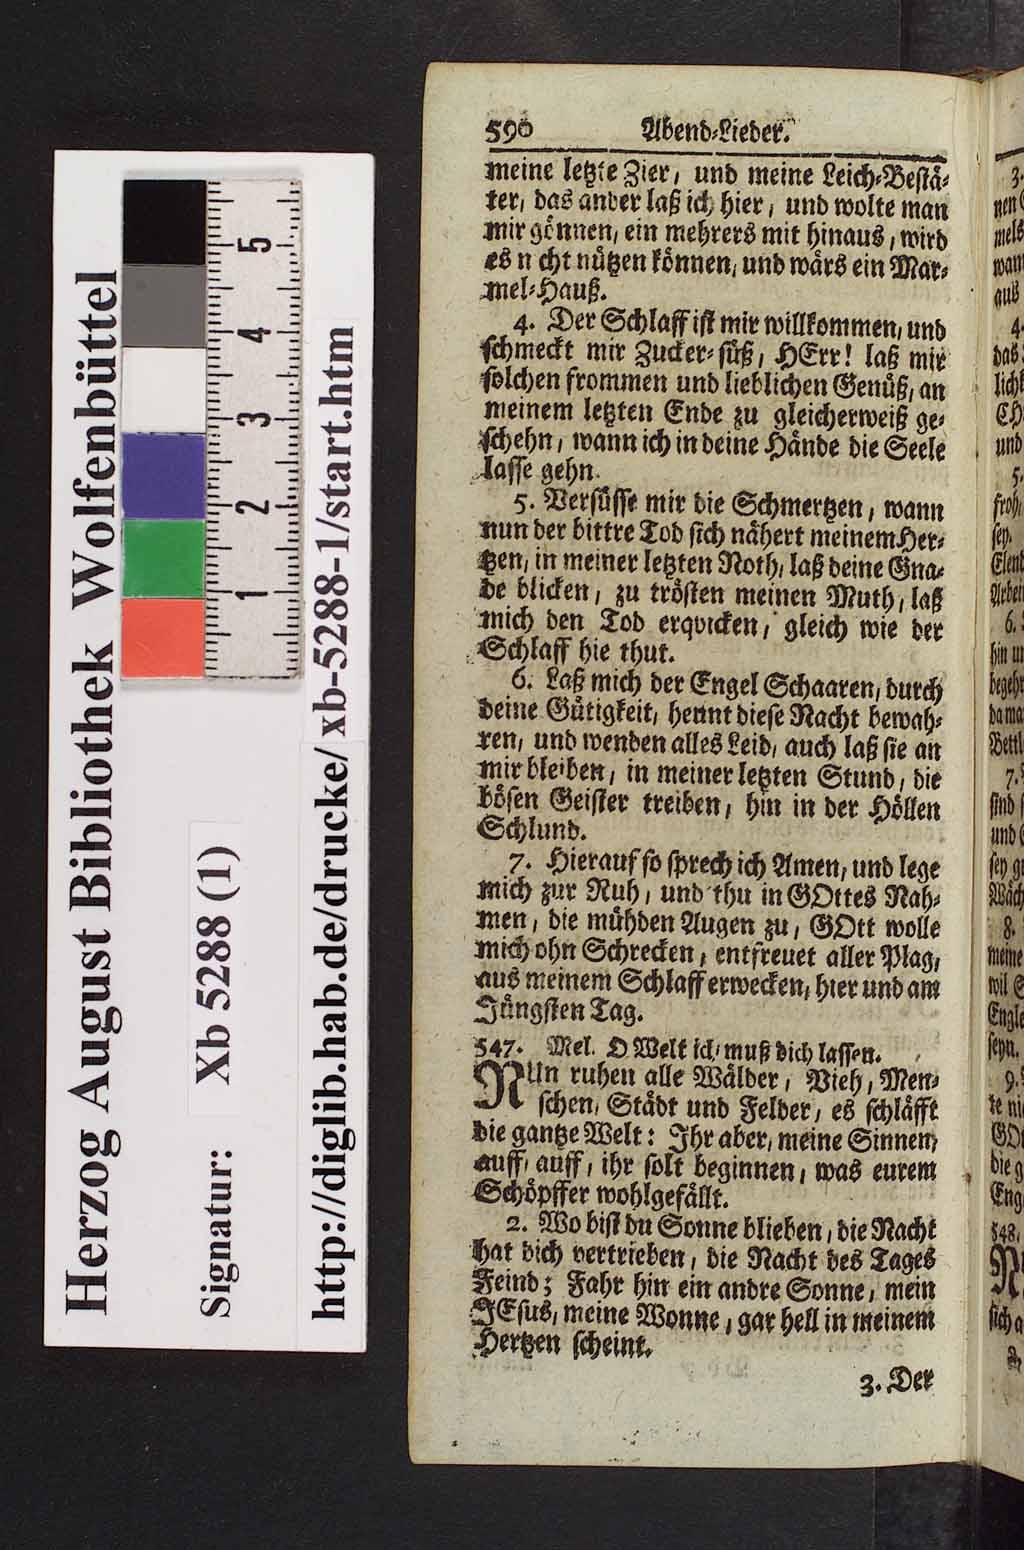 Herzog August Bibliothek Wolfenbüttel
Signatur: Xb 5288 (1)
http://diglib.hab.de/drucke/xb-5288-1/start.htm
5
4
3
2
1
590 Abend-Lieder.
meine letzte Zier, und meine Leich-Bestä-
ter, das ander laß ich hier, und wolte man
mir gönnen, ein mehrers mit hinaus, wird
es n cht nützen können, und wärs ein Mar-
mel-Hauß.
4. Der Schlaff ist mir willkommen, und
schmeckt mir Zucker-süß, HErr! laß mir
solchen frommen und lieblichen Genüß, an
meinem letzten Ende zu gleicherweiß ge-
schehn, wann ich in deine Hände die Seele
lasse gehn.
5. Versüsse mir die Schmertzen, wann
nun der bittre Tod sich nähert meinem Her-
tzen, in meiner letzten Noth, laß deine Gna-
de blicken, zu trösten meinen Muth, laß
mich den Tod erqvicken, gleich wie der
Schlaff hie thut.
6. Laß mich der Engel Schaaren, durch
deine Gütigkeit, hennt diese Nacht bewah-
ren, und wenden alles Leid, auch laß sie an
mir bleiben, in meiner letzten Stund, die
bösen Geister treiben, hin in der Höllen
Schlund.
7. Hierauf so sprech ich Amen, und lege
mich zur Ruh, und thu in GOttes Nah-
men, die mühden Augen zu, GOtt wolle
mich ohn Schrecken, entfreuet aller Plag,
aus meinem Schlaff erwecken, hier und am
Jüngsten Tag.
547. Mel. O Welt ich muß dich lassen.
NUn ruhen alle Wälder, Vieh, Men-
schen, Städt und Felder, es schläfft
die gantze Welt: Ihr aber, meine Sinnen,
auff, auff, ihr solt beginnen, was eurem
Schöpffer wohlgefällt.
2. Wo bist du Sonne blieben, die Nacht
hat dich vertrieben, die Nacht des Tages
Feind; Fahr hin ein andre Sonne, mein
JEsus, meine Wonne, gar hell in meinem
Hertzen scheint.
3. Der